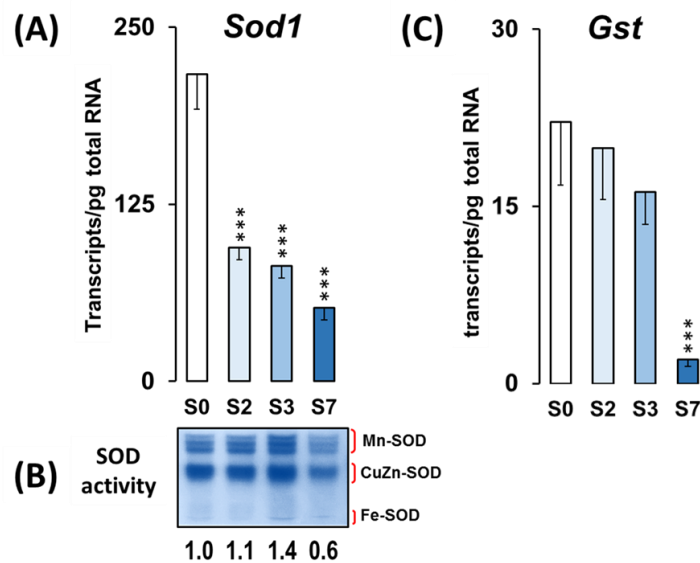 (A)
Sod1
Transcripts/pg total RNA
250
125
0
***
***
***
S0 S2 S3 S7
(B)
SOD
activity
Mn-SOD
CuZn-SOD
Fe-SOD
1.0 1.1 1.4 0.6
(C)
Gst
transcripts/pg total RNA
30
15
0
***
S0 S2 S3 S7